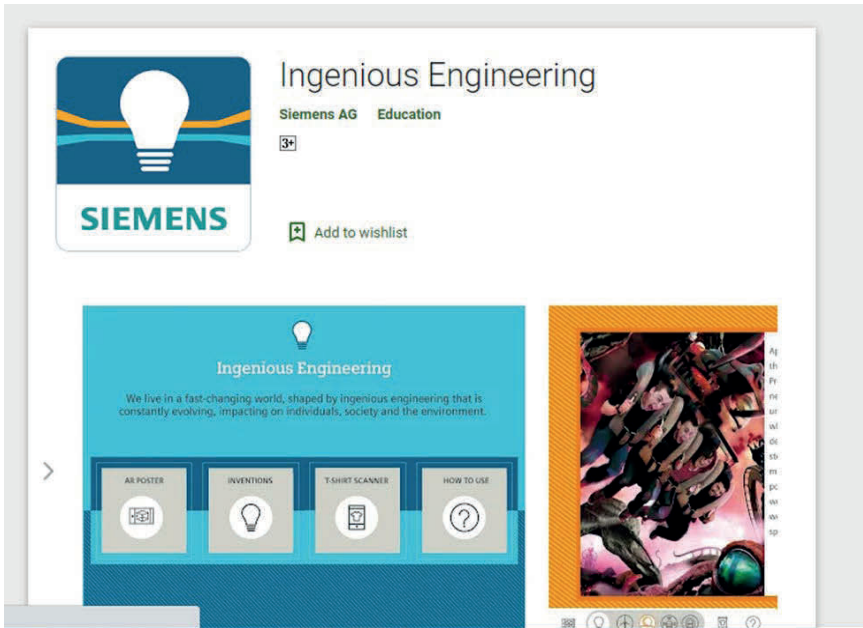 Ingenious Engineering
Siemens AG Education
3+
SIEMENS
Add to wishlist
Ingenious Engineering
We live in a fast-changing world, shaped by ingenious engineering that is
constantly evolving, impacting on individuals, society and the environment.
AR POSTER INVENTIONS T-SHIRT SCANNER HOW TO USE